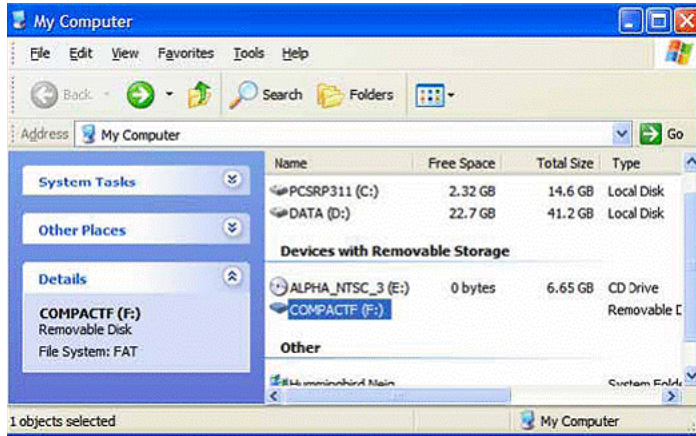 My Computer
File Edit View Favorites Tools Help
Back Search Folders
Address My Computer Go
System Tasks
Other Places
Details
COMPACTF (F:)
Removable Disk
File System: FAT
Name Free Space Total Size Type
PCSRP311 (C:) 2.32 GB 14.6 GB Local Disk
DATA (D:) 22.7 GB 41.2 GB Local Disk
Devices with Removable Storage
ALPHA_NTSC_3 (E:) 0 bytes 6.65 GB CD Drive
COMPACTF (F:) Removable
Other
Hummingbird System
1 objects selected My Computer